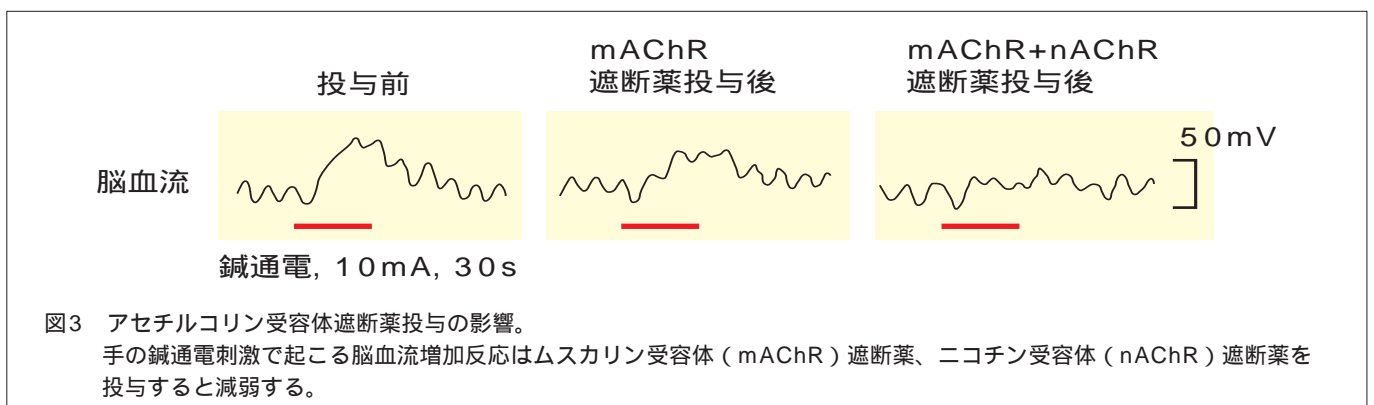 投与前
mAChR
遮断薬投与後
mAChR+nAChR
遮断薬投与後
脳血流
50mV
鍼通電, 10mA, 30s
図3 アセチルコリン受容体遮断薬投与の影響。
手の鍼通電刺激で起こる脳血流増加反応はムスカリン受容体（mAChR）遮断薬、ニコチン受容体（nAChR）遮断薬を
投与すると減弱する。